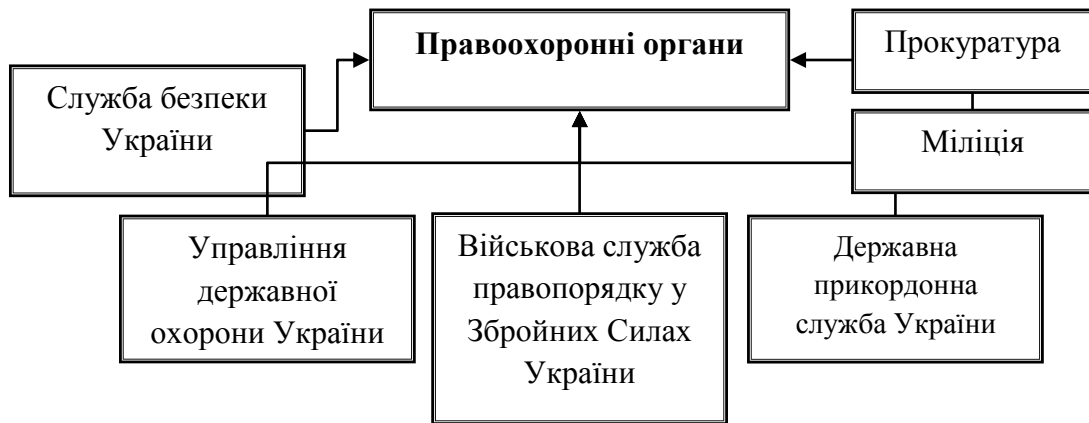 Правоохоронні органи
Прокуратура
Служба безпеки
України
Міліція
Управління
державної
охорони України
Військова служба
правопорядку у
Збройних Силах
України
Державна
прикордонна
служба України